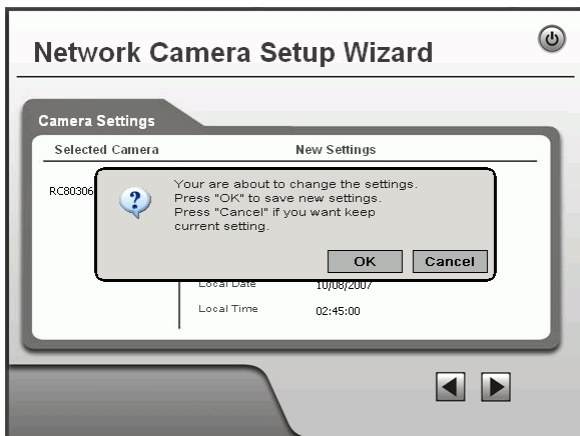 Network Camera Setup Wizard
Camera Settings
Selected Camera New Settings
RC80306
Your are about to change the settings.
Press "OK" to save new settings.
Press "Cancel" if you want keep
current setting.
OK Cancel
Local Date 10/08/2007
Local Time 02:45:00